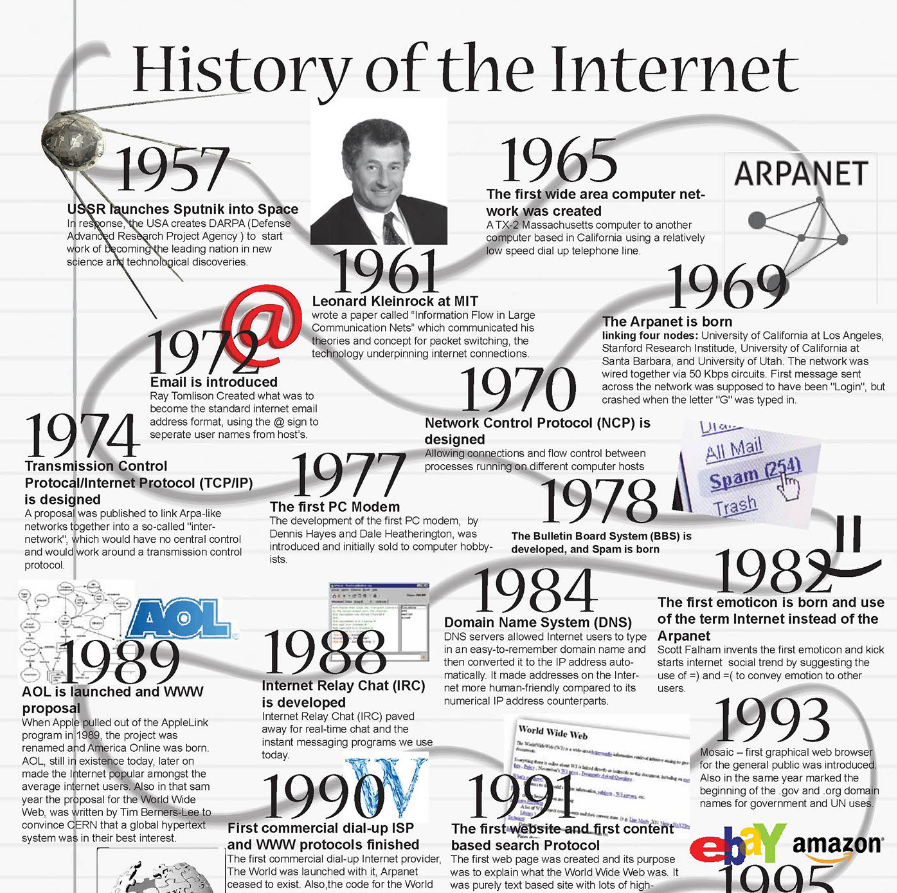 History of the Internet
1957
USSR launches Sputnik into Space
In response, the USA creates DARPA (Defense
Advanced Research Project Agency ) to start
work of becoming the leading nation in new
science and technological discoveries.
1961
Leonard Kleinrock at MIT
wrote a paper called "Information Flow in Large
Communication Nets" which communicated his
theories and concept for packet switching, the
technology underpinning internet connections.
1965
The first wide area computer net-
work was created
A TX-2 Massachusetts computer to another
computer based in California using a relatively
low speed dial up telephone line.
ARPANET
1969
The Arpanet is born
linking four nodes: University of California at Los Angeles,
Stanford Research Institude, University of California at
Santa Barbara, and University of Utah. The network was
wired together via 50 Kbps circuits. First message sent
across the network was supposed to have been "Login", but
crashed when the letter "G" was typed in.
1972
@
Email is introduced
Ray Tomlison Created what was to
become the standard internet email
address format, using the @ sign to
seperate user names from host's.
1970
Network Control Protocol (NCP) is
designed
Allowing connections and flow control between
processes running on different computer hosts
1974
Transmission Control
Protocal/Internet Protocol (TCP/IP)
is designed
A proposal was published to link Arpa-like
networks together into a so-called "inter-
network", which would have no central control
and would work around a transmission control
protocol.
1977
The first PC Modem
The development of the first PC modem, by
Dennis Hayes and Dale Heatherington, was
introduced and initially sold to computer hobby-
ists.
1978
The Bulletin Board System (BBS) is
developed, and Spam is born
All Mail
Spam (254)
Trash
1982
The first emoticon is born and use
of the term Internet instead of the
Arpanet
Scott Falham invents the first emoticon and kick
starts internet social trend by suggesting the
use of =) and =( to convey emotion to other
users.
1984
Domain Name System (DNS)
DNS servers allowed Internet users to type
in an easy-to-remember domain name and
then converted it to the IP address auto-
matically. It made addresses on the Inter-
net more human-friendly compared to its
numerical IP address counterparts.
AOL
1989
AOL is launched and WWW
proposal
When Apple pulled out of the AppleLink
program in 1989, the project was
renamed and America Online was born.
AOL, still in existence today, later on
made the Internet popular amongst the
average internet users. Also in that sam
year the proposal for the World Wide
Web, was written by Tim Berners-Lee to
convince CERN that a global hypertext
system was in their best interest.
1988
Internet Relay Chat (IRC)
is developed
Internet Relay Chat (IRC) paved
away for real-time chat and the
instant messaging programs we use
today.
1990
W
First commercial dial-up ISP
and WWW protocols finished
The first commercial dial-up Internet provider,
The World was launched with it, Arpanet
ceased to exist. Also,the code for the World
World Wide Web
1991
The first website and first content
based search Protocol
The first web page was created and its purpose
was to explain what the World Wide Web was. It
was purely text based site with lots of high-
1993
Mosaic – first graphical web browser
for the general public was introduced.
Also in the same year marked the
beginning of the .gov and .org domain
names for government and UN uses.
ebaY amazon
1995